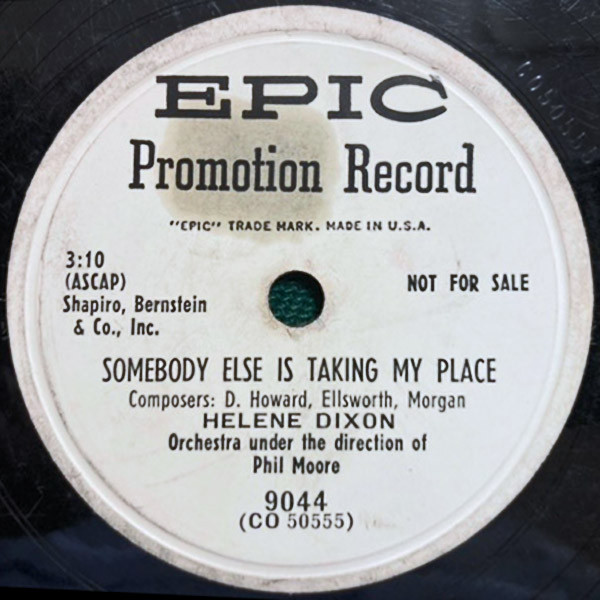 EPIC
Promotion Record
"EPIC" TRADE MARK. MADE IN U.S.A.
3:10
(ASCAP)
Shapiro, Bernstein
& Co., Inc.
NOT FOR SALE
SOMEBODY ELSE IS TAKING MY PLACE
Composers: D. Howard, Ellsworth, Morgan
HELENE DIXON
Orchestra under the direction of
Phil Moore
9044
(CO 50555)